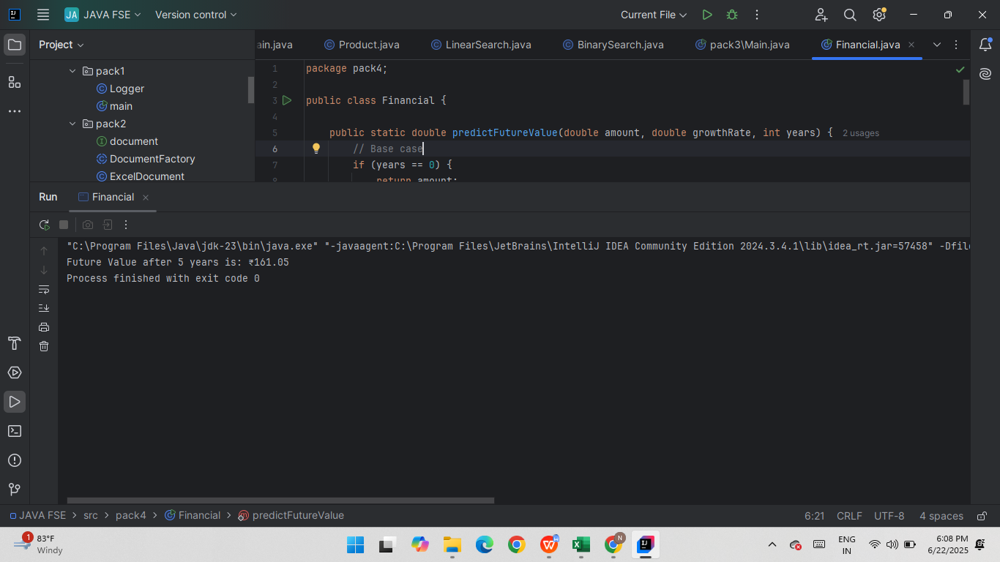 JA JAVA FSE Version control Current File
Project
ain.java Product.java LinearSearch.java BinarySearch.java pack3\Main.java Financial.java
pack1
Logger
main
pack2
document
DocumentFactory
ExcelDocument
1 package pack4;
2
3 public class Financial {
4
5 public static double predictFutureValue(double amount, double growthRate, int years) { 2 usages
6 // Base case
7 if (years == 0) {
8 return amount;
Run Financial
"C:\Program Files\Java\jdk-23\bin\java.exe" "-javaagent:C:\Program Files\JetBrains\IntelliJ IDEA Community Edition 2024.3.4.1\lib\idea_rt.jar=57458" -Dfile
Future Value after 5 years is: ₹161.05
Process finished with exit code 0
JAVA FSE > src > pack4 > Financial > predictFutureValue 6:21 CRLF UTF-8 4 spaces
1 83°F
Windy
ENG
IN
6:08 PM
6/22/2025